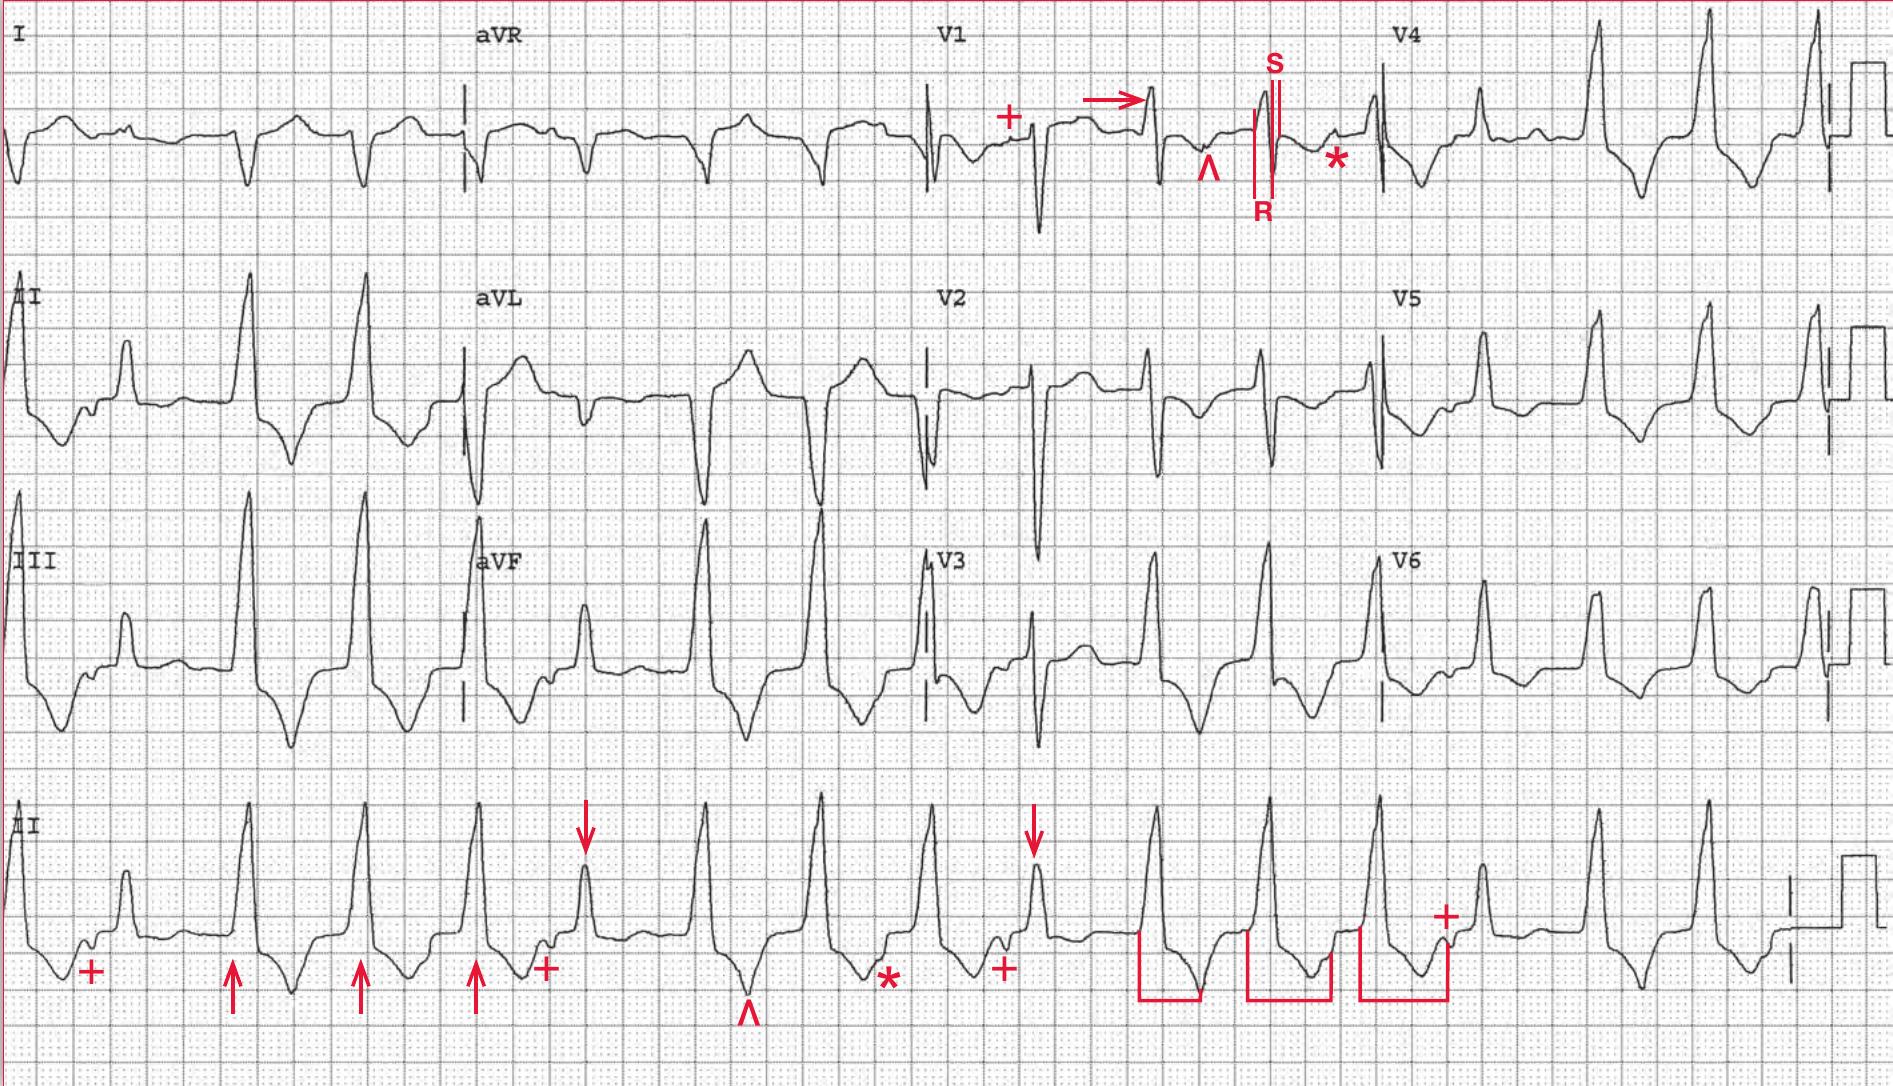 I aVR V1 V4
S
+
*
^
R
II aVL V2 V5
III aVF V3 V6
II
+
+ + + *
^